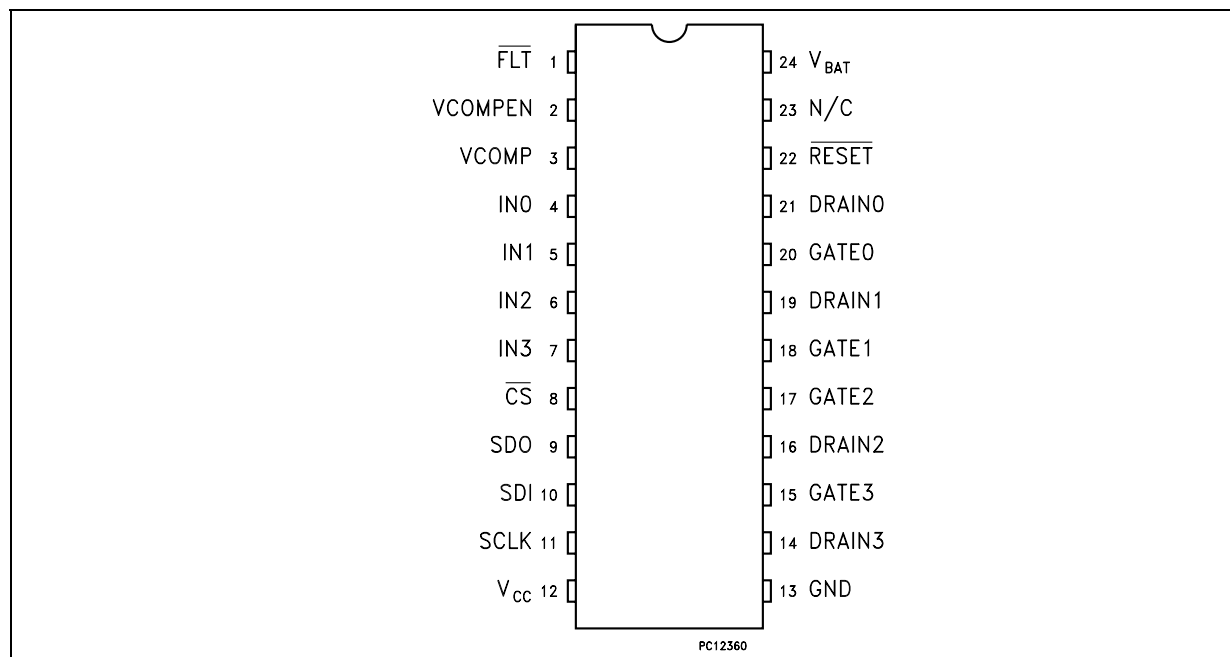 FLT 1 24 VBAT
VCOMPEN 2 23 N/C
VCOMP 3 22 RESET
IN0 4 21 DRAIN0
IN1 5 20 GATE0
IN2 6 19 DRAIN1
IN3 7 18 GATE1
CS 8 17 GATE2
SDO 9 16 DRAIN2
SDI 10 15 GATE3
SCLK 11 14 DRAIN3
VCC 12 13 GND
PC12360